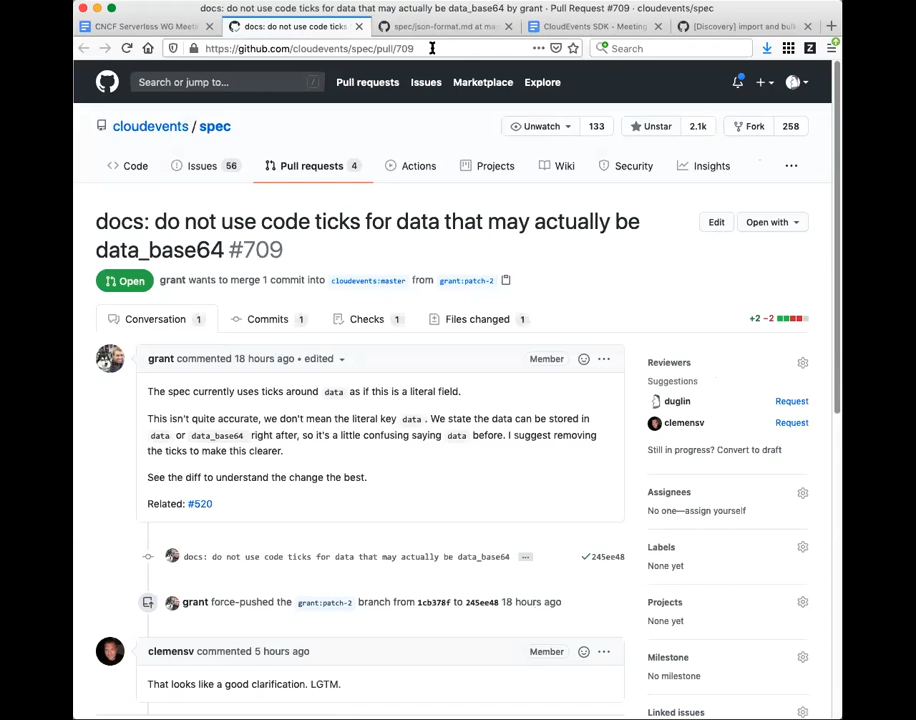 docs: do not use code ticks for data that may actually be data_base64 by grant · Pull Request #709 · cloudevents/spec
CNCF Serverless WG Meeti
docs: do not use code ticks
spec/json-format.md at ma
CloudEvents SDK - Meeting
[Discovery] import and bulk
https://github.com/cloudevents/spec/pull/709
Search
Search or jump to...
/
Pull requests
Issues
Marketplace
Explore
cloudevents / spec
Unwatch
133
Unstar
2.1k
Fork
258
Code
Issues 56
Pull requests 4
Actions
Projects
Wiki
Security
Insights
docs: do not use code ticks for data that may actually be
data_base64 #709
Edit
Open with
Open
grant wants to merge 1 commit into cloudevents:master from grant:patch-2
Conversation 1
Commits 1
Checks 1
Files changed 1
+2 −2
grant commented 18 hours ago • edited
Member
The spec currently uses ticks around data as if this is a literal field.
This isn't quite accurate, we don't mean the literal key data . We state the data can be stored in
data or data_base64 right after, so it's a little confusing saying data before. I suggest removing
the ticks to make this clearer.
See the diff to understand the change the best.
Related: #520
docs: do not use code ticks for data that may actually be data_base64
245ee48
grant force-pushed the grant:patch-2 branch from 1cb378f to 245ee48 18 hours ago
clemensv commented 5 hours ago
Member
That looks like a good clarification. LGTM.
Reviewers
Suggestions
duglin
Request
clemensv
Request
Still in progress? Convert to draft
Assignees
No one—assign yourself
Labels
None yet
Projects
None yet
Milestone
No milestone
Linked issues